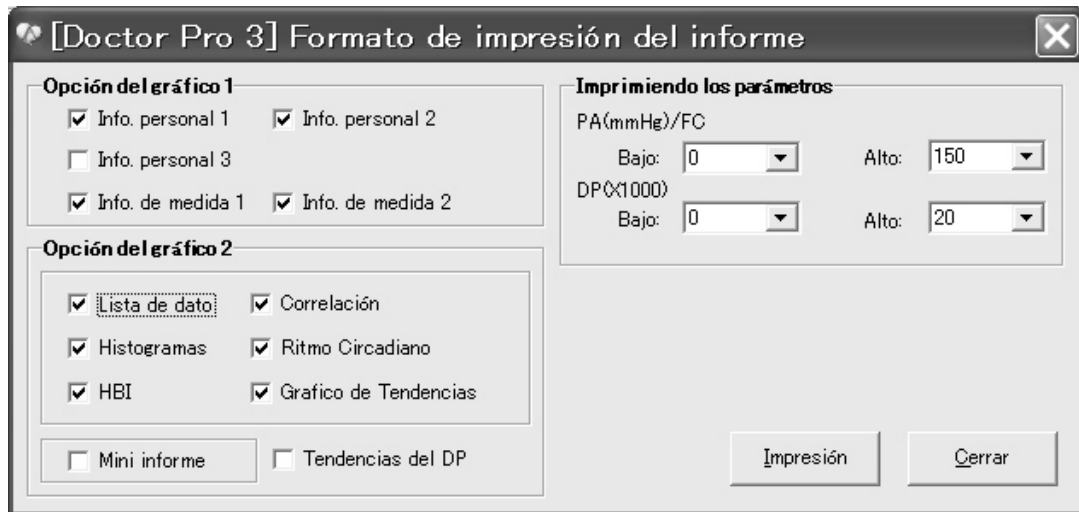 [Doctor Pro 3] Formato de impresión del informe
Opción del gráfico 1
Info. personal 1 Info. personal 2
Info. personal 3
Info. de medida 1 Info. de medida 2
Opción del gráfico 2
Lista de dato Correlación
Histogramas Ritmo Circadiano
HBI Grafico de Tendencias
Mini informe Tendencias del DP
Imprimiendo los parámetros
PA(mmHg)/FC
Bajo: 0 Alto: 150
DP(X1000)
Bajo: 0 Alto: 20
Impresión Cerrar